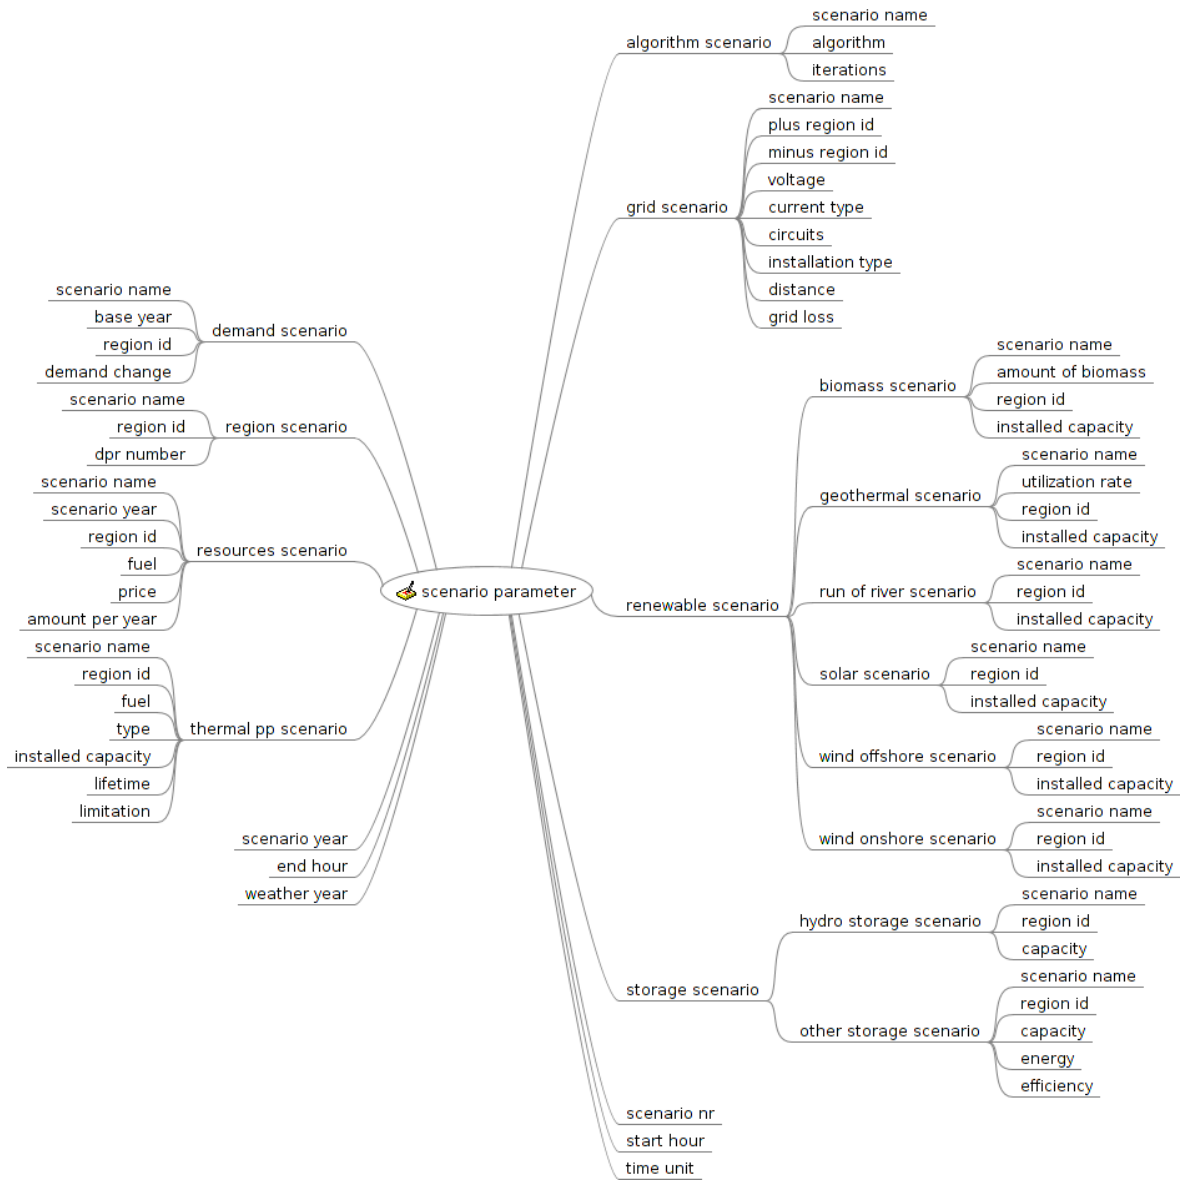 scenario parameter
algorithm scenario
scenario name
algorithm
iterations
grid scenario
scenario name
plus region id
minus region id
voltage
current type
circuits
installation type
distance
grid loss
renewable scenario
biomass scenario
scenario name
amount of biomass
region id
installed capacity
geothermal scenario
scenario name
utilization rate
region id
installed capacity
run of river scenario
scenario name
region id
installed capacity
solar scenario
scenario name
region id
installed capacity
wind offshore scenario
scenario name
region id
installed capacity
wind onshore scenario
scenario name
region id
installed capacity
storage scenario
hydro storage scenario
scenario name
region id
capacity
other storage scenario
scenario name
region id
capacity
energy
efficiency
scenario nr
start hour
time unit
demand scenario
scenario name
base year
region id
demand change
region scenario
scenario name
region id
dpr number
resources scenario
scenario name
scenario year
region id
fuel
price
amount per year
thermal pp scenario
scenario name
region id
fuel
type
installed capacity
lifetime
limitation
scenario year
end hour
weather year